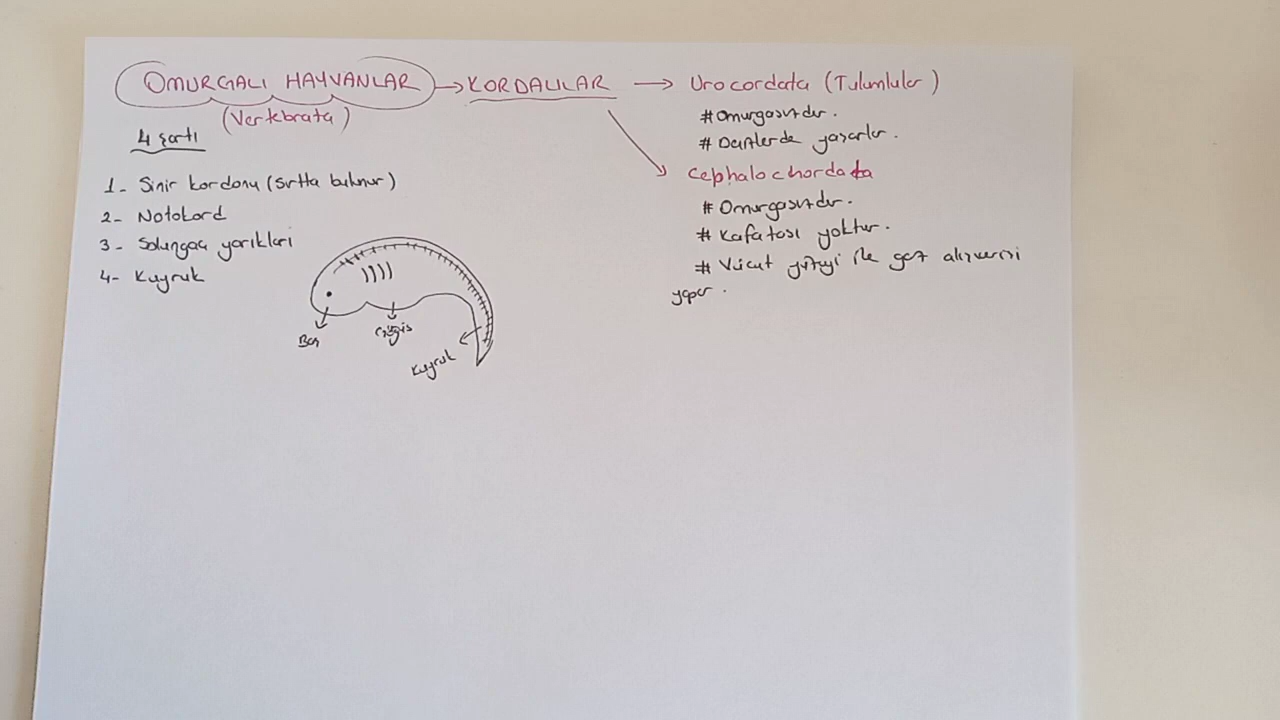 OMURGALI HAYVANLAR → KORDALILAR → Urocordata (Tulumlular)
(Vertebrata)
4 şartı
1- Sinir kordonu (Sırtta bulunur)
2- Notokord
3- Solungaç yarıkları
4- Kuyruk
Baş
Göğüs
Kuyruk
# Omurgasızdır.
# Denizlerde yaşarlar.
Cephalochordata
# Omurgasızdır.
# Kafatası yoktur.
# Vücut yüzeyi ile gaz alışverişi
yapar.